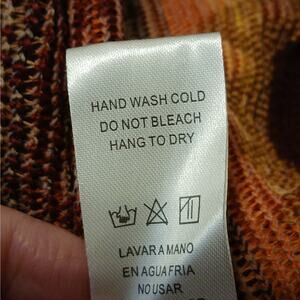 HAND WASH COLD
DO NOT BLEACH
HANG TO DRY
LAVAR A MANO
EN AGUA FRIA
NO USAR